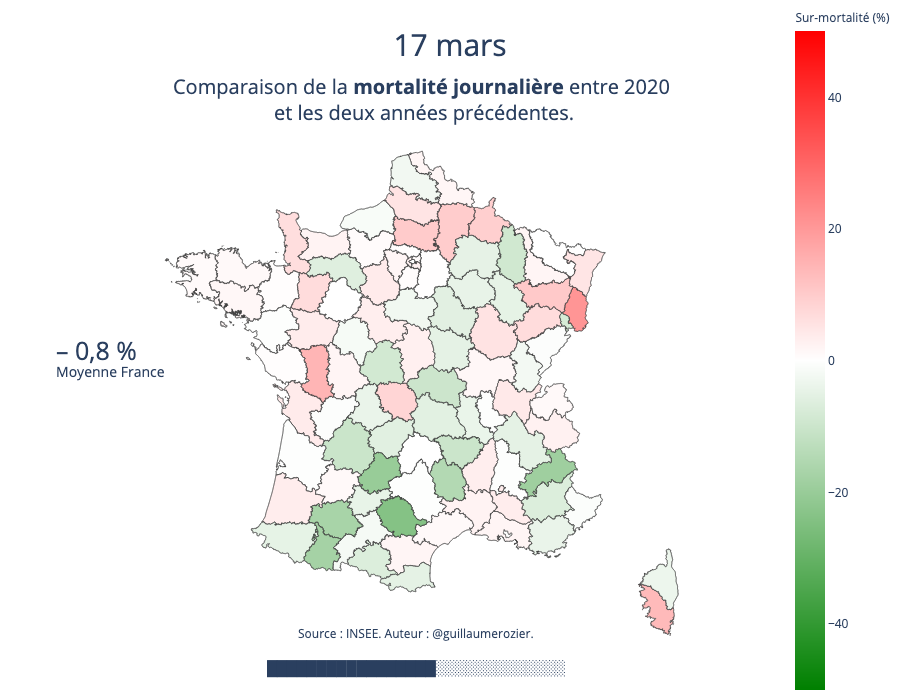 Sur-mortalité (%)
17 mars
Comparaison de la mortalité journalière entre 2020
et les deux années précédentes.
40
20
0
−20
−40
– 0,8 %
Moyenne France
Source : INSEE. Auteur : @guillaumerozier.